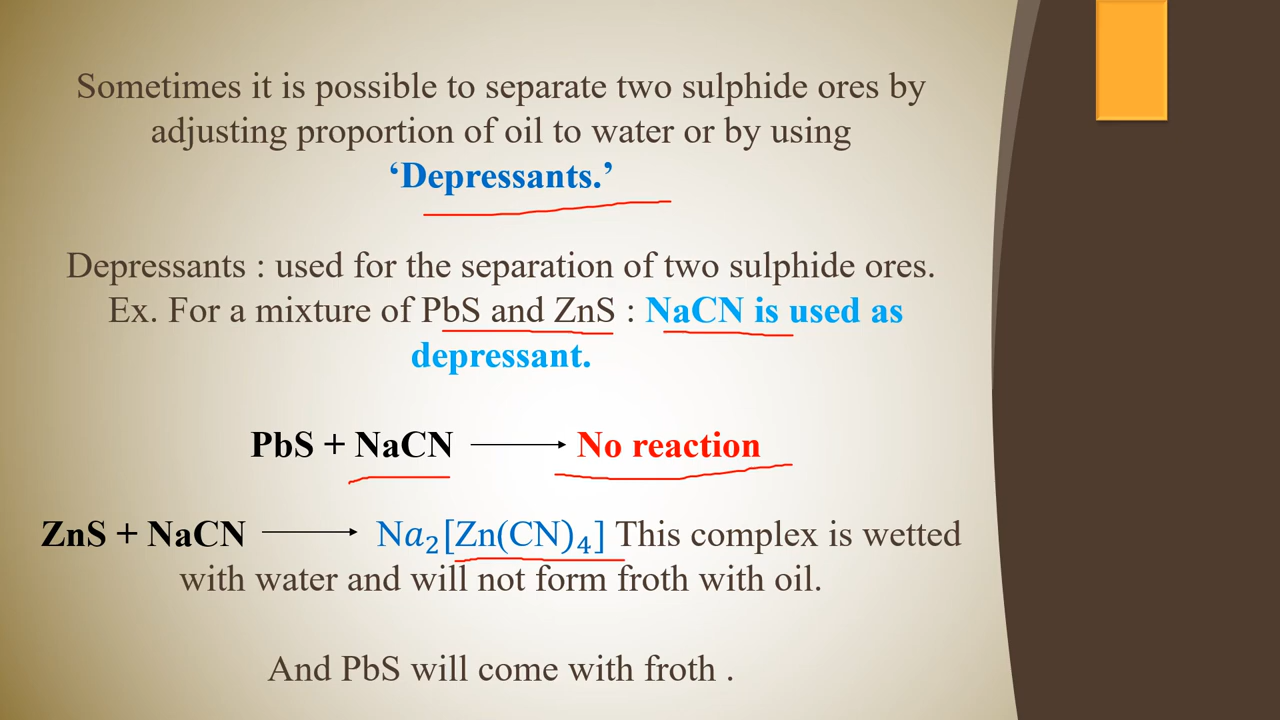 Sometimes it is possible to separate two sulphide ores by
adjusting proportion of oil to water or by using
‘Depressants.’
Depressants : used for the separation of two sulphide ores.
Ex. For a mixture of PbS and ZnS : NaCN is used as
depressant.
PbS + NaCN ⟶ No reaction
ZnS + NaCN ⟶ Na₂[Zn(CN)₄] This complex is wetted
with water and will not form froth with oil.
And PbS will come with froth .